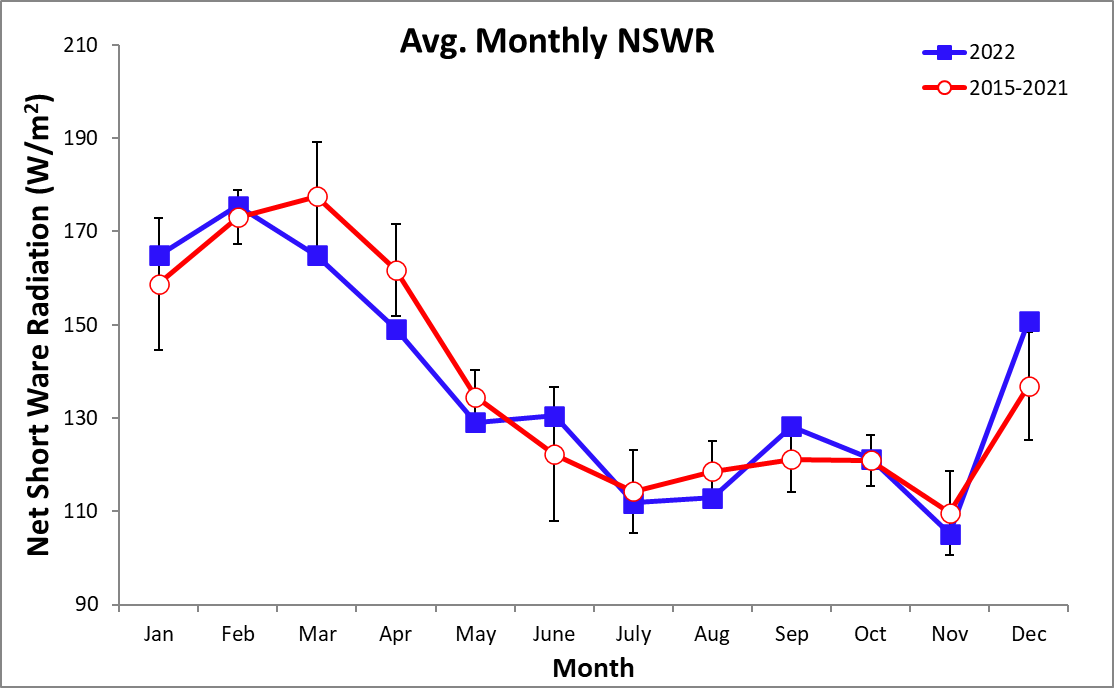 Avg. Monthly NSWR
2022
2015-2021
Net Short Ware Radiation (W/m²)
210
190
170
150
130
110
90
Jan Feb Mar Apr May June July Aug Sep Oct Nov Dec
Month